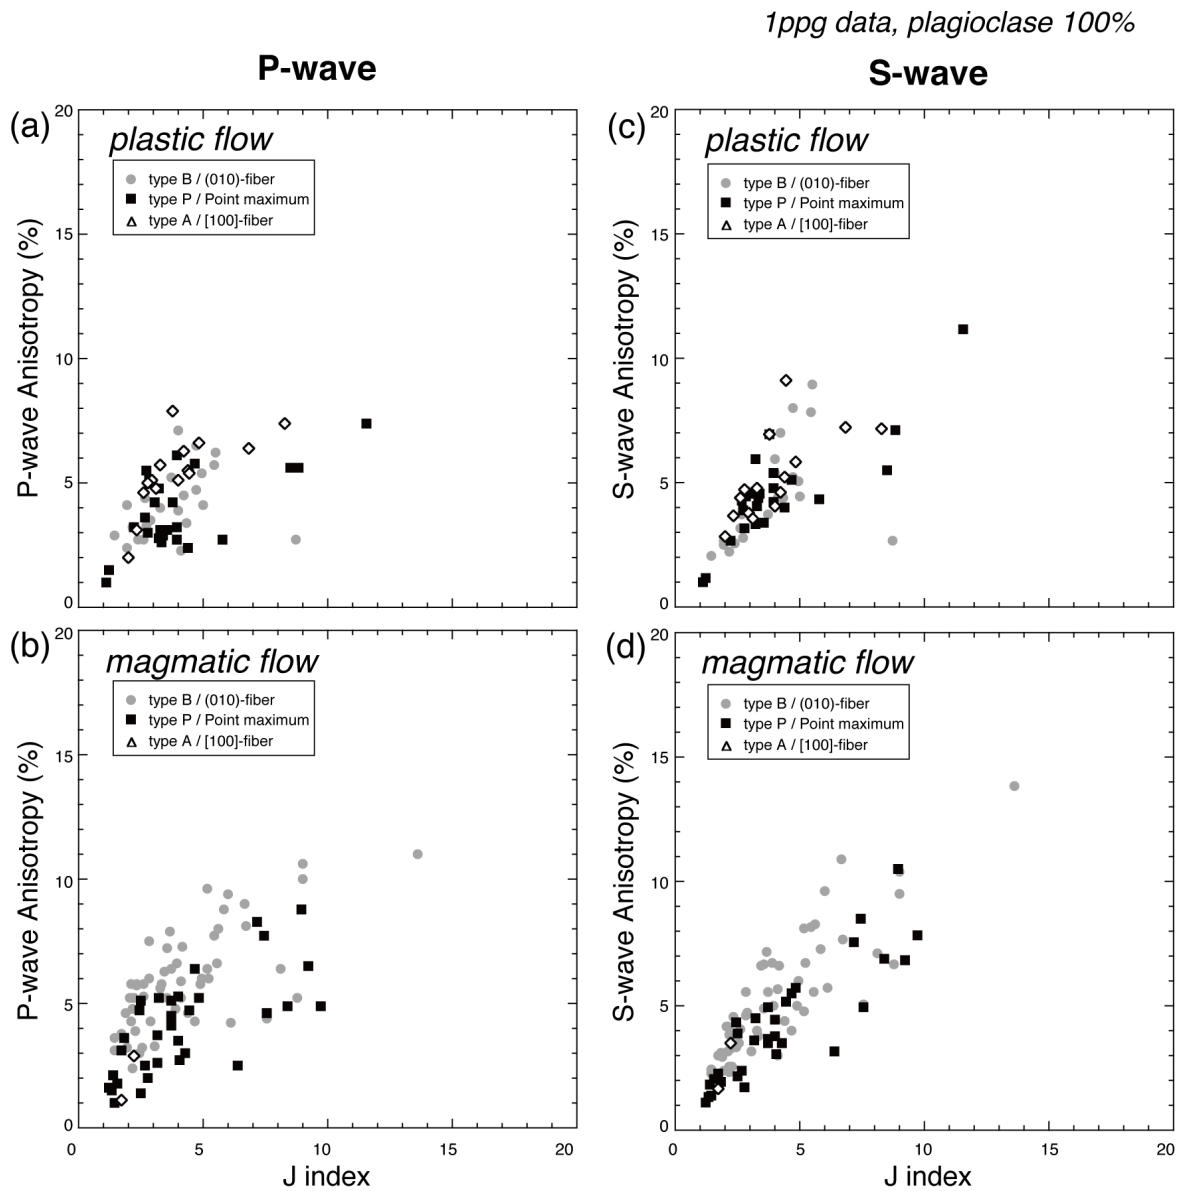 1ppg data, plagioclase 100%
P-wave
S-wave
(a)
plastic flow
type B / (010)-fiber
type P / Point maximum
type A / [100]-fiber
P-wave Anisotropy (%)
20
15
10
5
0
(c)
plastic flow
type B / (010)-fiber
type P / Point maximum
type A / [100]-fiber
S-wave Anisotropy (%)
20
15
10
5
0
(b)
magmatic flow
type B / (010)-fiber
type P / Point maximum
type A / [100]-fiber
P-wave Anisotropy (%)
20
15
10
5
0
0 5 10 15 20
J index
(d)
magmatic flow
type B / (010)-fiber
type P / Point maximum
type A / [100]-fiber
S-wave Anisotropy (%)
20
15
10
5
0
0 5 10 15 20
J index